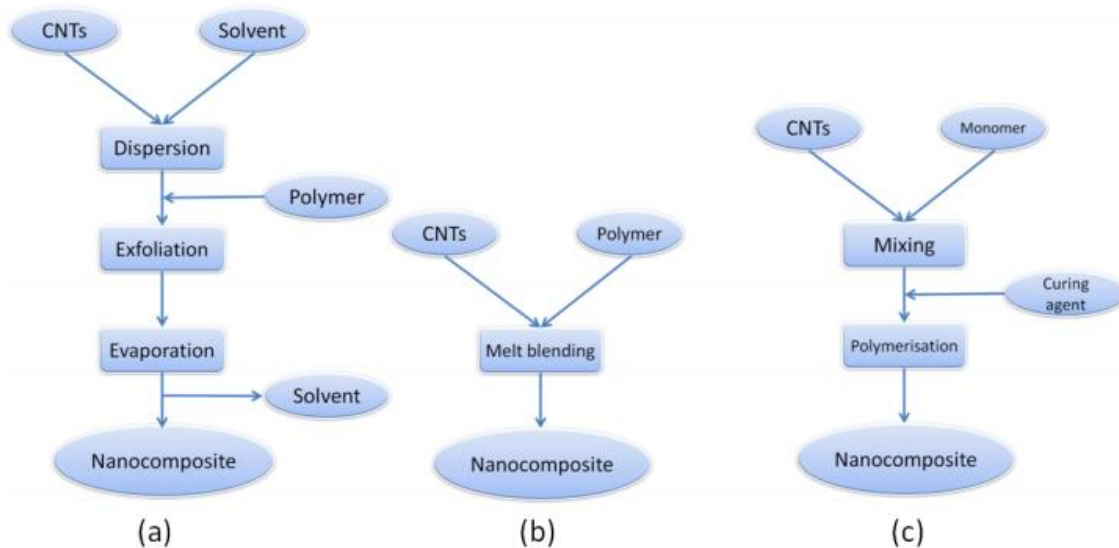 CNTs
Solvent
Dispersion
Polymer
Exfoliation
Evaporation
Solvent
Nanocomposite
(a)
CNTs
Polymer
Melt blending
Nanocomposite
(b)
CNTs
Monomer
Mixing
Curing
agent
Polymerisation
Nanocomposite
(c)